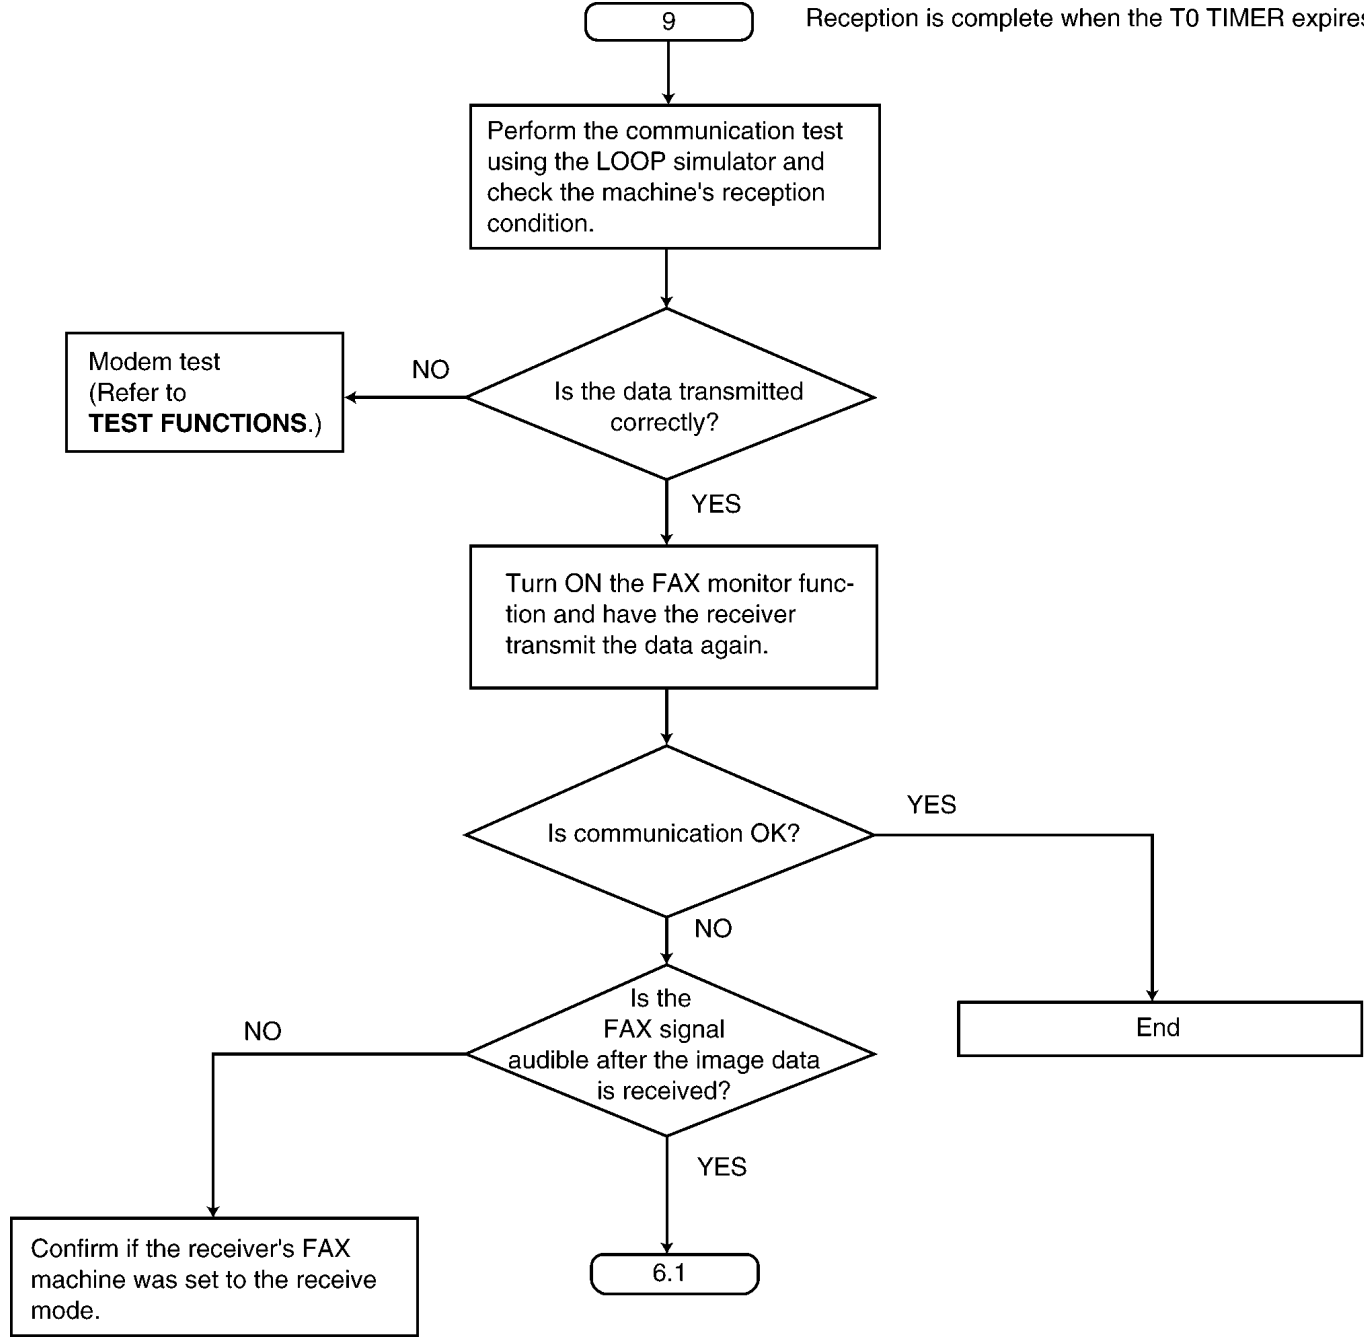 9
Reception is complete when the T0 TIMER expires
Perform the communication test
using the LOOP simulator and
check the machine's reception
condition.
Modem test
(Refer to
TEST FUNCTIONS.)
NO
Is the data transmitted
correctly?
YES
Turn ON the FAX monitor func-
tion and have the receiver
transmit the data again.
YES
Is communication OK?
NO
Is the
FAX signal
audible after the image data
is received?
NO
End
YES
Confirm if the receiver's FAX
machine was set to the receive
mode.
6.1